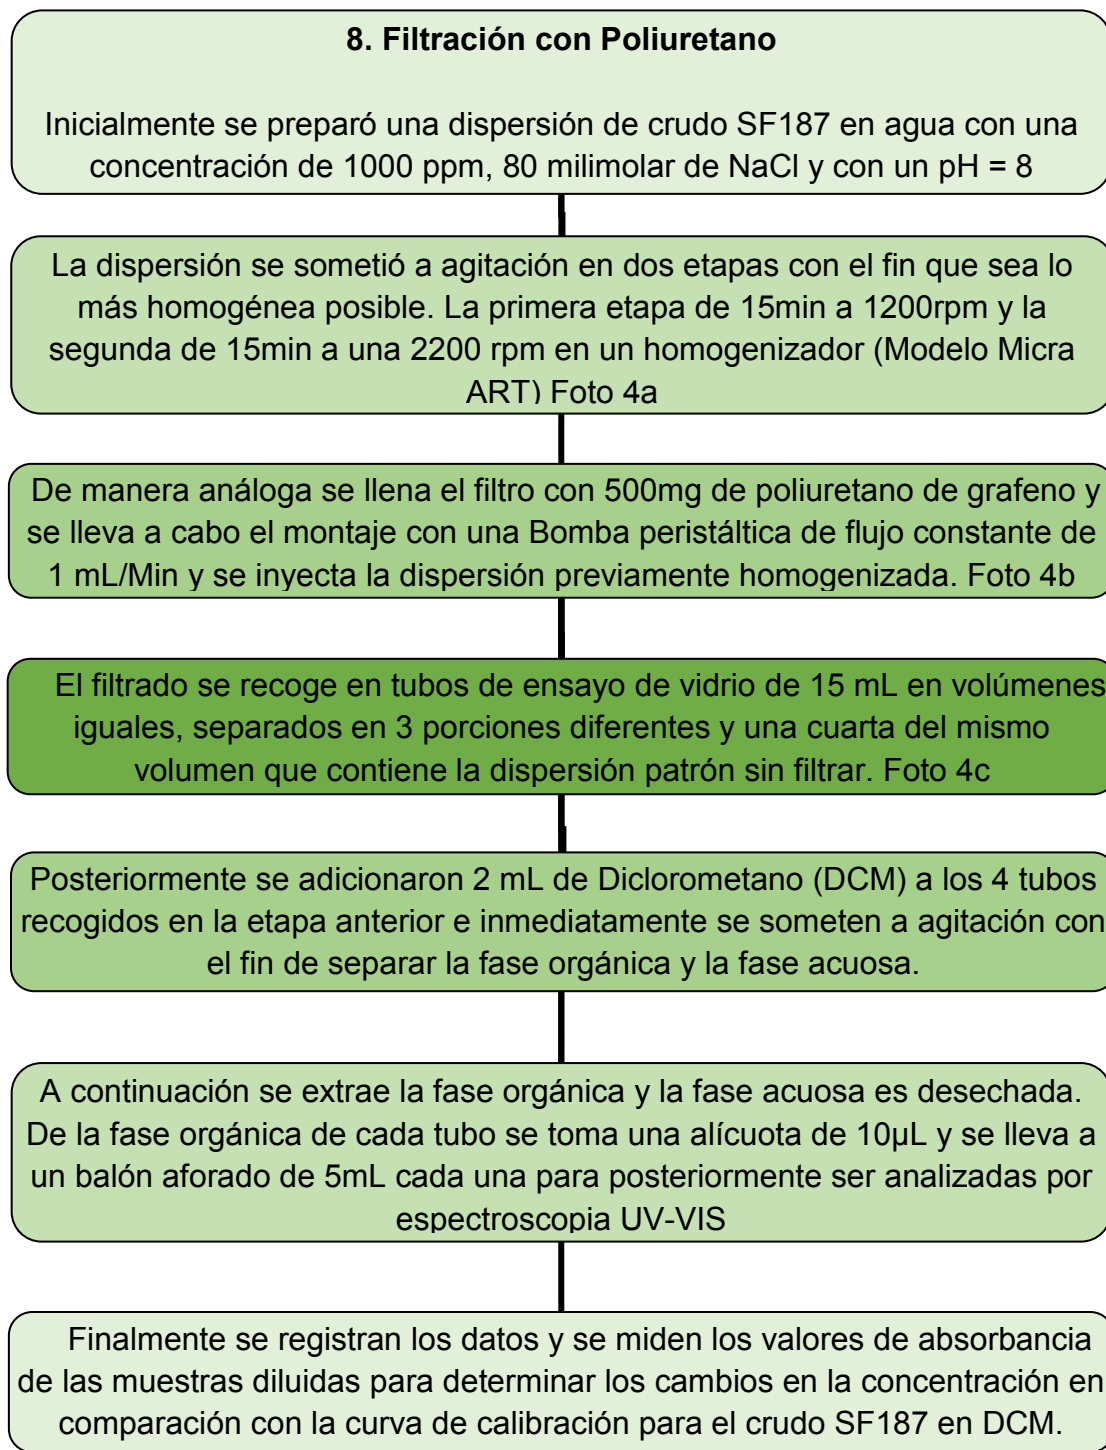 8. Filtración con Poliuretano
Inicialmente se preparó una dispersión de crudo SF187 en agua con una
concentración de 1000 ppm, 80 milimolar de NaCl y con un pH = 8
La dispersión se sometió a agitación en dos etapas con el fin que sea lo
más homogénea posible. La primera etapa de 15min a 1200rpm y la
segunda de 15min a una 2200 rpm en un homogenizador (Modelo Micra
ART) Foto 4a
De manera análoga se llena el filtro con 500mg de poliuretano de grafeno y
se lleva a cabo el montaje con una Bomba peristáltica de flujo constante de
1 mL/Min y se inyecta la dispersión previamente homogenizada. Foto 4b
El filtrado se recoge en tubos de ensayo de vidrio de 15 mL en volúmenes
iguales, separados en 3 porciones diferentes y una cuarta del mismo
volumen que contiene la dispersión patrón sin filtrar. Foto 4c
Posteriormente se adicionaron 2 mL de Diclorometano (DCM) a los 4 tubos
recogidos en la etapa anterior e inmediatamente se someten a agitación con
el fin de separar la fase orgánica y la fase acuosa.
A continuación se extrae la fase orgánica y la fase acuosa es desechada.
De la fase orgánica de cada tubo se toma una alícuota de 10µL y se lleva a
un balón aforado de 5mL cada una para posteriormente ser analizadas por
espectroscopia UV-VIS
Finalmente se registran los datos y se miden los valores de absorbancia
de las muestras diluidas para determinar los cambios en la concentración en
comparación con la curva de calibración para el crudo SF187 en DCM.